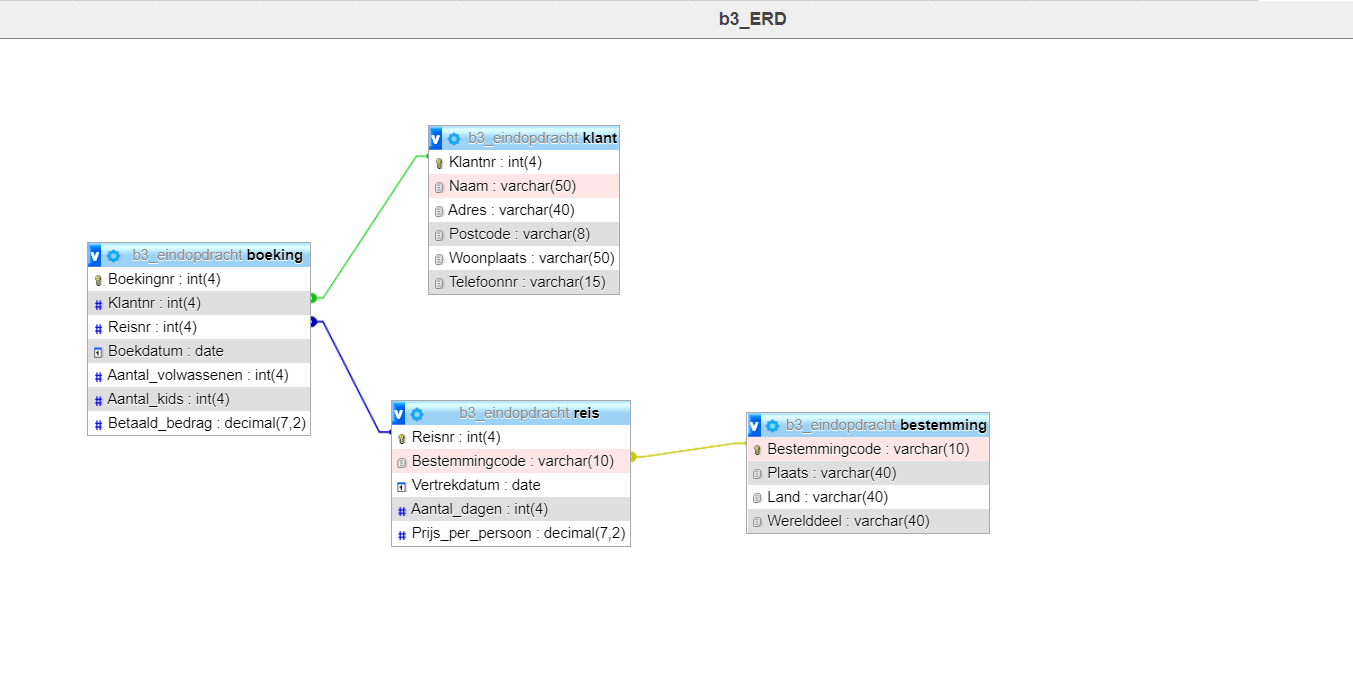 b3_ERD
b3_eindopdracht klant
Klantnr : int(4)
Naam : varchar(50)
Adres : varchar(40)
Postcode : varchar(8)
Woonplaats : varchar(50)
Telefoonnr : varchar(15)
b3_eindopdracht boeking
Boekingnr : int(4)
Klantnr : int(4)
Reisnr : int(4)
Boekdatum : date
Aantal_volwassenen : int(4)
Aantal_kids : int(4)
Betaald_bedrag : decimal(7,2)
b3_eindopdracht reis
Reisnr : int(4)
Bestemmingcode : varchar(10)
Vertrekdatum : date
Aantal_dagen : int(4)
Prijs_per_persoon : decimal(7,2)
b3_eindopdracht bestemming
Bestemmingcode : varchar(10)
Plaats : varchar(40)
Land : varchar(40)
Werelddeel : varchar(40)